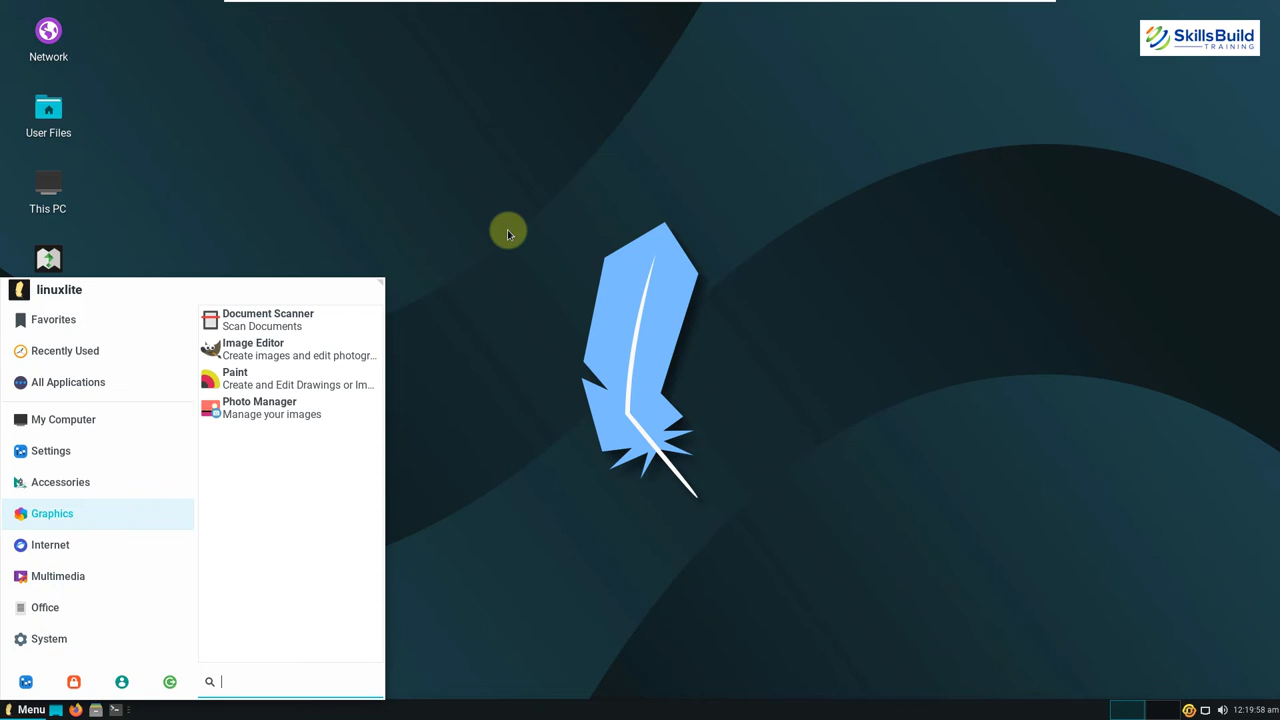 Network
User Files
This PC
SkillsBuild
TRAINING
linuxlite
Favorites
Recently Used
All Applications
My Computer
Settings
Accessories
Graphics
Internet
Multimedia
Office
System
Document Scanner
Scan Documents
Image Editor
Create images and edit photogr...
Paint
Create and Edit Drawings or Im...
Photo Manager
Manage your images
Menu
12:19:58 am